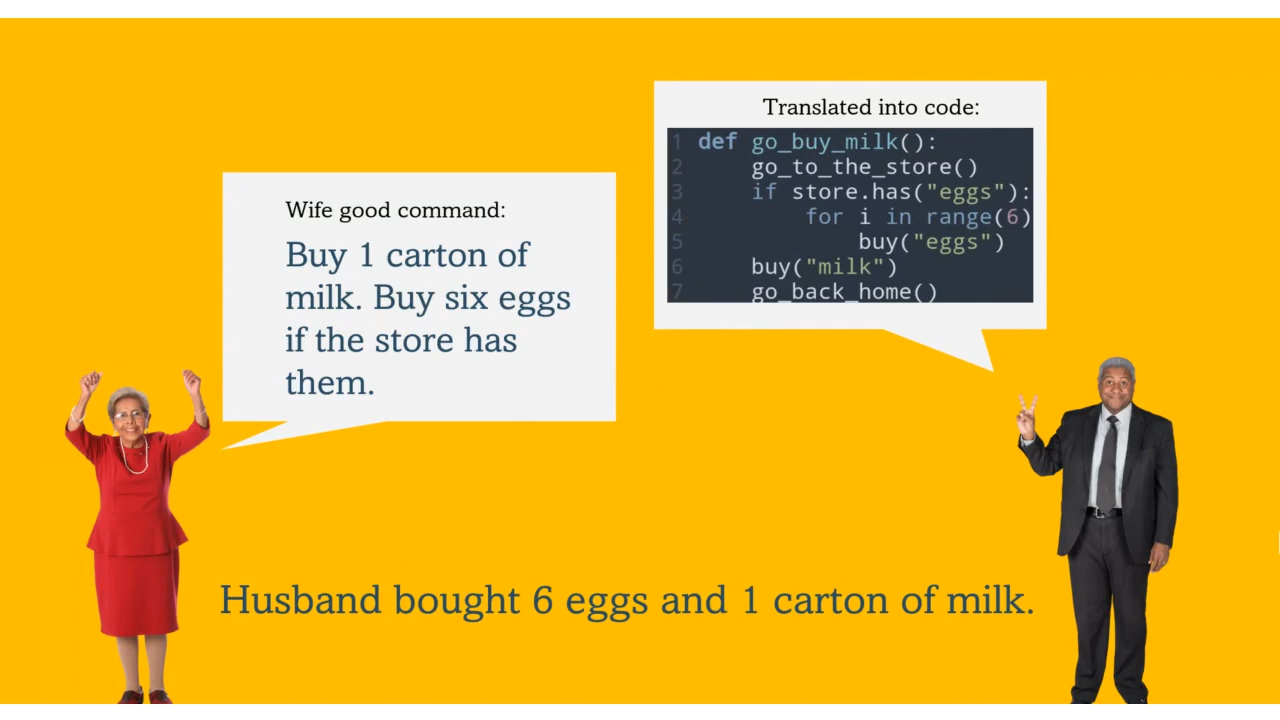 Wife good command:
Buy 1 carton of
milk. Buy six eggs
if the store has
them.
Translated into code:
1 def go_buy_milk():
2     go_to_the_store()
3     if store.has("eggs"):
4         for i in range(6)
5             buy("eggs")
6     buy("milk")
7     go_back_home()
Husband bought 6 eggs and 1 carton of milk.